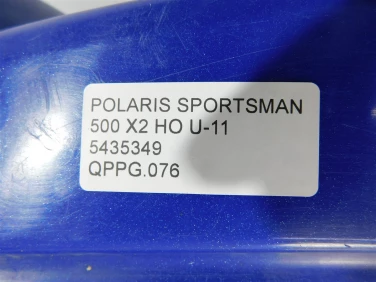 POLARIS SPORTSMAN
500 X2 HO U-11
5435349
QPPG.076